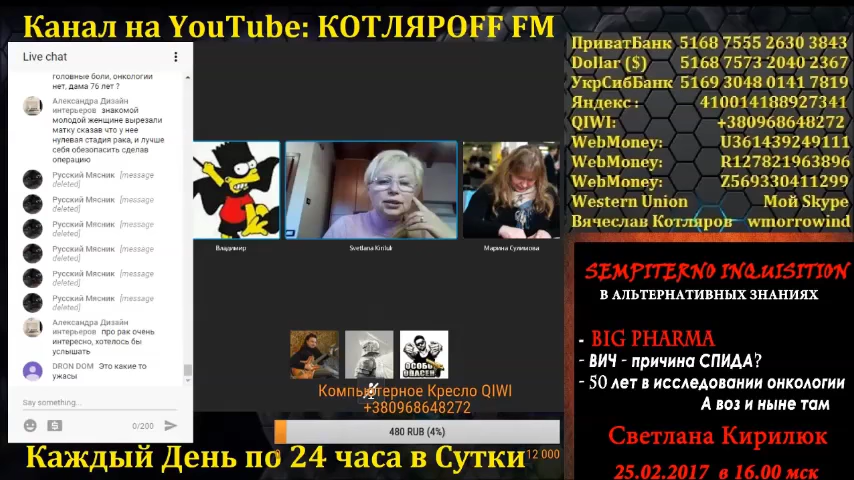 Канал на YouTube: КОТЛЯРОFF FM
Live chat
головные боли, онкологии
нет, дама 76 лет ?
Александра Дизайн
интерьеров знакомой
молодой женщине вырезали
матку сказав что у нее
нулевая стадия рака, и лучше
себя обезопасить сделав
операцию
Русский Мясник [message
deleted]
Русский Мясник [message
deleted]
Русский Мясник [message
deleted]
Русский Мясник [message
deleted]
Русский Мясник [message
deleted]
Русский Мясник [message
deleted]
Александра Дизайн
интерьеров про рак очень
интересно, хотелось бы
услышать
DRON DOM Это какие то
ужасы
Say something...
0/200
Владимир
Svetlana Kiriluk
Марина Сулимова
ОСОБО
ОПАСЕН
Компьютерное Кресло QIWI
+380968648272
480 RUB (4%)
12 000
Каждый День по 24 часа в Сутки
ПриватБанк 5168 7555 2630 3843
Dollar ($) 5168 7573 2040 2367
УкрСибБанк 5169 3048 0141 7819
Яндекс : 410014188927341
QIWI: +380968648272
WebMoney: U361439249111
WebMoney: R127821963896
WebMoney: Z569330411299
Western Union Мой Skype
Вячеслав Котляров wmorrowind
SEMPITERNO INQUISITION
В АЛЬТЕРНАТИВНЫХ ЗНАНИЯХ
- BIG PHARMA
- ВИЧ - причина СПИДА?
- 50 лет в исследовании онкологии
А воз и ныне там
Светлана Кирилюк
25.02.2017 в 16.00 мск